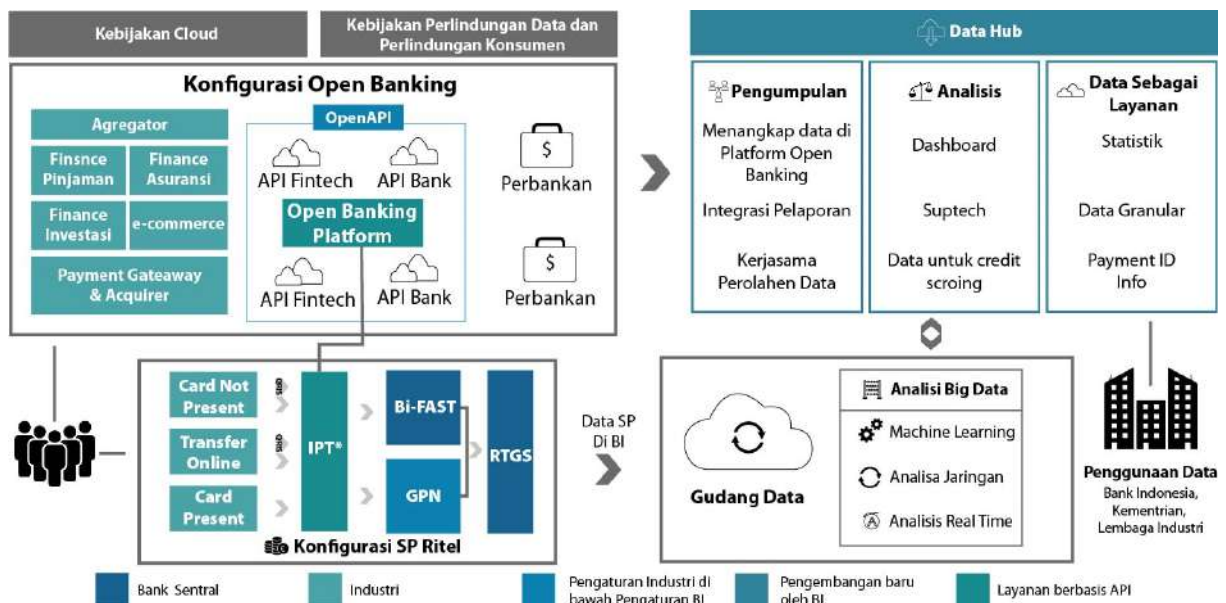 Kebijakan Cloud
Kebijakan Perlindungan Data dan
Perlindungan Konsumen
Konfigurasi Open Banking
Agregator
Finsnce
Pinjaman
Finance
Asuransi
Finance
Investasi
e-commerce
Payment Gateaway
& Acquirer
OpenAPI
API Fintech
API Bank
Open Banking
Platform
API Fintech
API Bank
$
Perbankan
$
Perbankan
Data Hub
Pengumpulan
Menangkap data di
Platform Open
Banking
Integrasi Pelaporan
Kerjasama
Perolahen Data
Analisis
Dashboard
Suptech
Data untuk credit
scroing
Data Sebagai
Layanan
Statistik
Data Granular
Payment ID
Info
Card Not
Present
QRIS
Transfer
Online
QRIS
Card
Present
IPT*
Bi-FAST
GPN
RTGS
Konfigurasi SP Ritel
Data SP
Di BI
Gudang Data
Analisi Big Data
Machine Learning
Analisa Jaringan
A
Analisis Real Time
Penggunaan Data
Bank Indonesia,
Kementrian,
Lembaga Industri
Bank Sentral
Industri
Pengaturan Industri di
bawah Pengaturan BI
Pengembangan baru
oleh BI
Layanan berbasis API